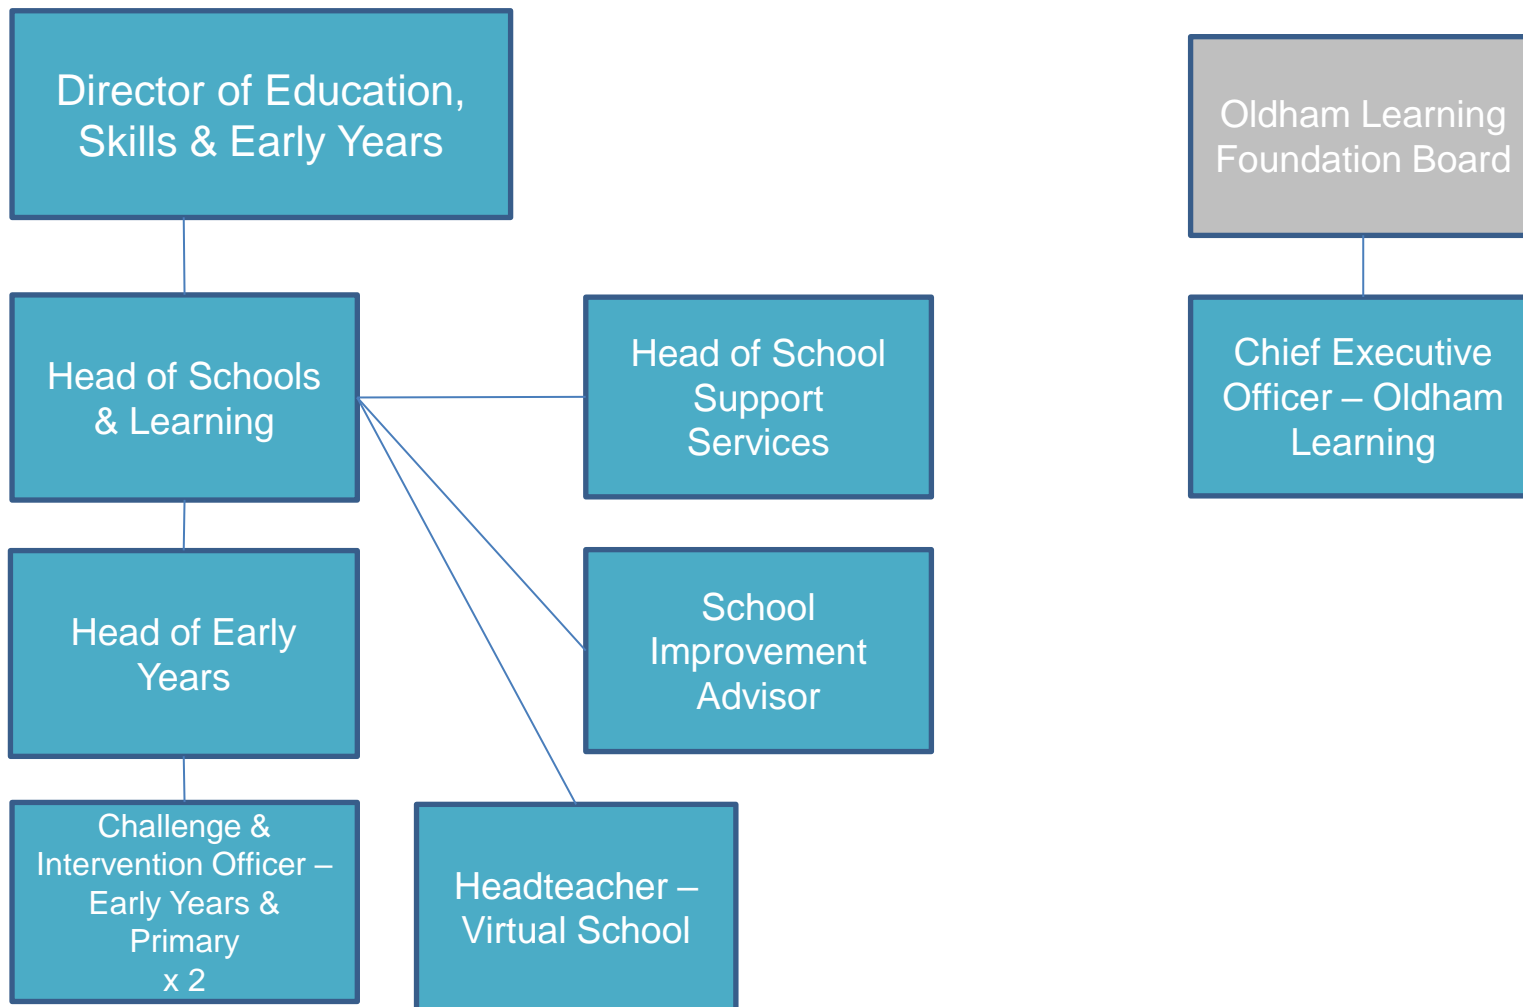 Director of Education,
Skills & Early Years
Oldham Learning
Foundation Board
Head of Schools
& Learning
Head of School
Support
Services
Chief Executive
Officer – Oldham
Learning
Head of Early
Years
School
Improvement
Advisor
Challenge &
Intervention Officer –
Early Years &
Primary
x 2
Headteacher –
Virtual School